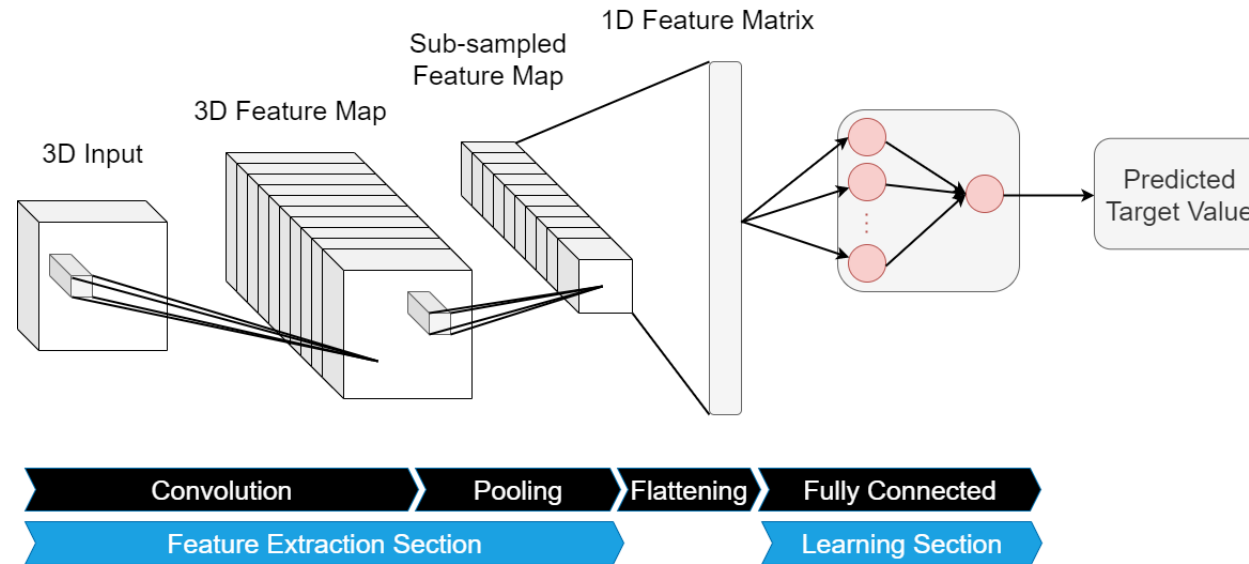 1D Feature Matrix
Sub-sampled
Feature Map
3D Feature Map
3D Input
Predicted
Target Value
Convolution
Pooling
Flattening
Fully Connected
Feature Extraction Section
Learning Section